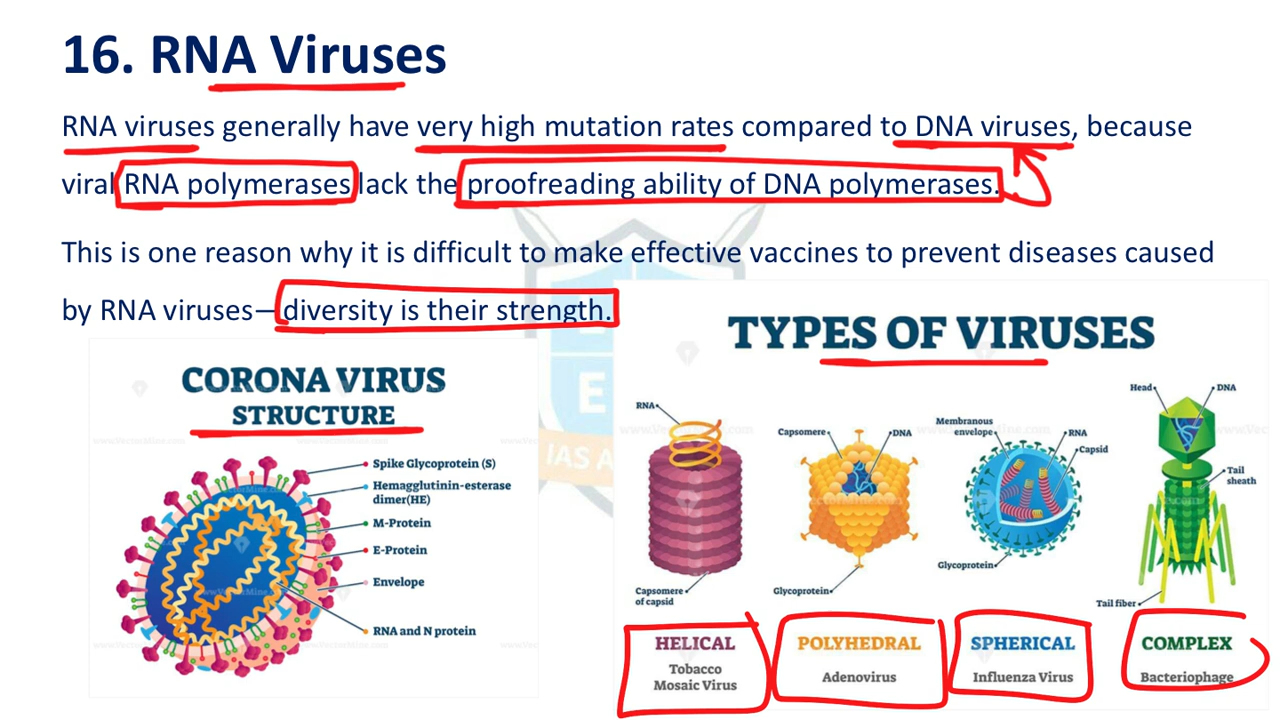 16. RNA Viruses
RNA viruses generally have very high mutation rates compared to DNA viruses, because
viral RNA polymerases lack the proofreading ability of DNA polymerases.
This is one reason why it is difficult to make effective vaccines to prevent diseases caused
by RNA viruses—diversity is their strength.
CORONA VIRUS
STRUCTURE
Spike Glycoprotein (S)
Hemagglutinin-esterase
dimer(HE)
M-Protein
E-Protein
Envelope
RNA and N protein
TYPES OF VIRUSES
RNA
Capsomere
of capsid
HELICAL
Tobacco
Mosaic Virus
Capsomere
DNA
Glycoprotein
POLYHEDRAL
Adenovirus
Membranous
envelope
RNA
Capsid
Glycoprotein
SPHERICAL
Influenza Virus
Head
DNA
Tail
sheath
Tail fiber
COMPLEX
Bacteriophage
E
IAS A